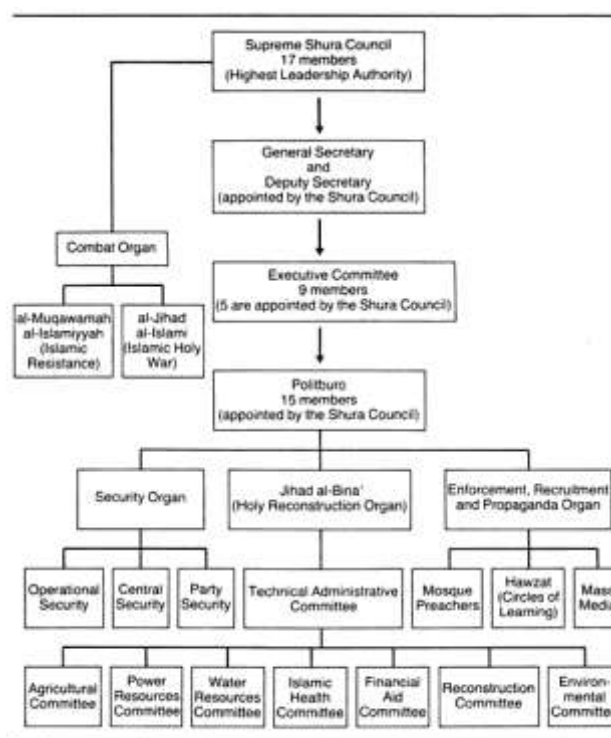 Supreme Shura Council
17 members
(Highest Leadership Authority)
General Secretary
and
Deputy Secretary
(appointed by the Shura Council)
Combat Organ
Executive Committee
9 members
(5 are appointed by the Shura Council)
al-Muqawamah
al-Islamiyyah
(Islamic
Resistance)
al-Jihad
al-Islami
(Islamic Holy
War)
Politburo
15 members
(appointed by the Shura Council)
Security Organ
Jihad al-Bina'
(Holy Reconstruction Organ)
Enforcement, Recruitment
and Propaganda Organ
Operational
Security
Central
Security
Party
Security
Technical Administrative
Committee
Mosque
Preachers
Hawzat
(Circles of
Learning)
Mass
Media
Agricultural
Committee
Power
Resources
Committee
Water
Resources
Committee
Islamic
Health
Committee
Financial
Aid
Committee
Reconstruction
Committee
Environ-
mental
Committee